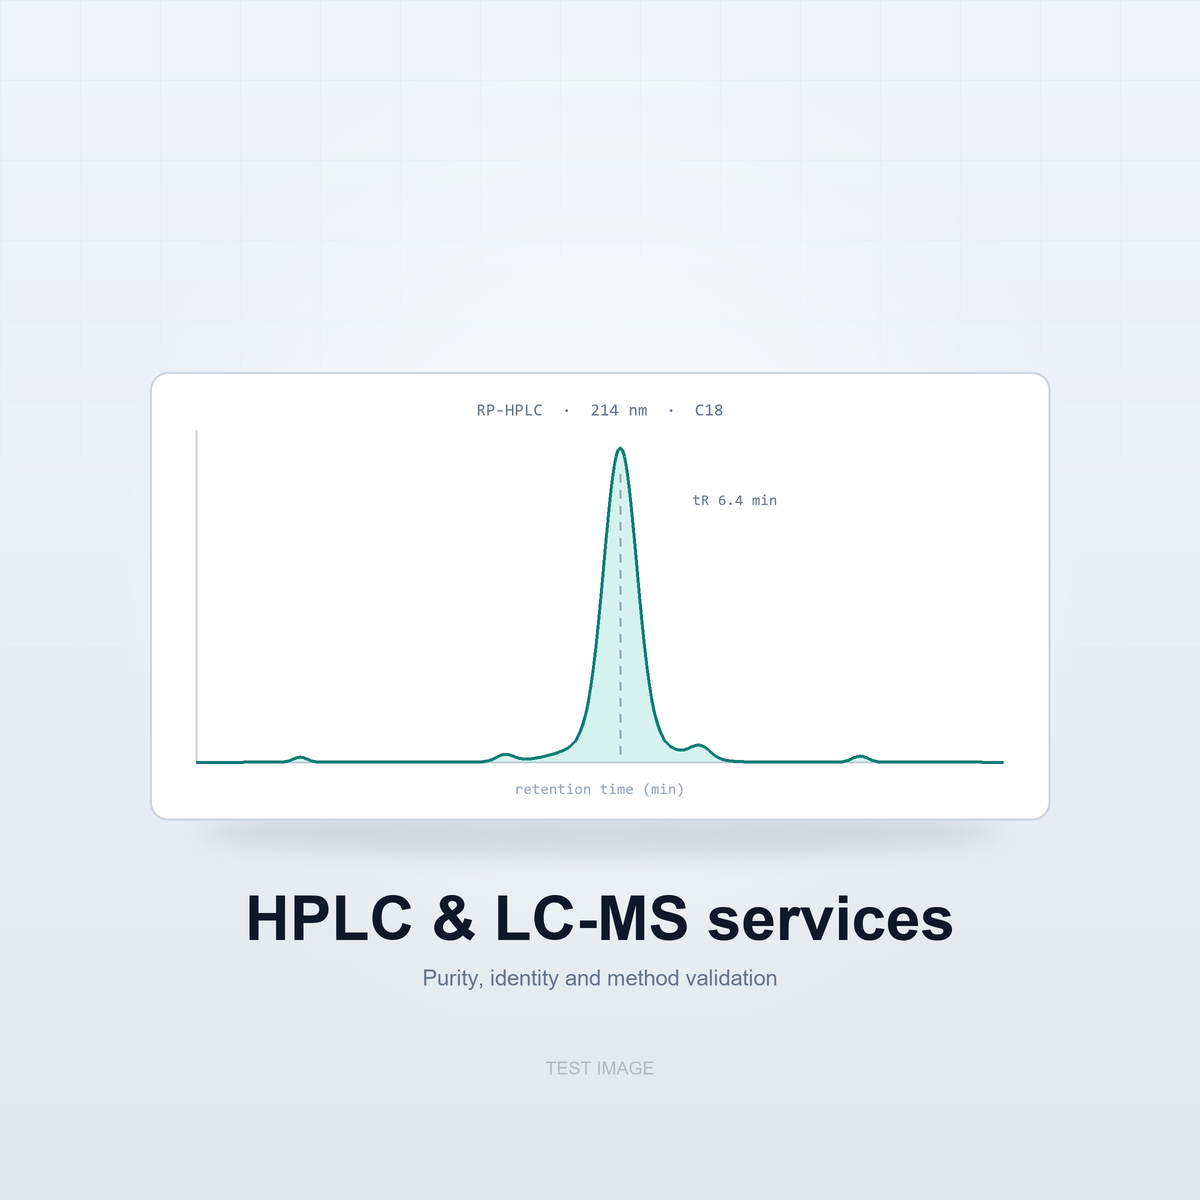 RP-HPLC · 214 nm · C18
tR 6.4 min
retention time (min)
HPLC & LC-MS services
Purity, identity and method validation
TEST IMAGE